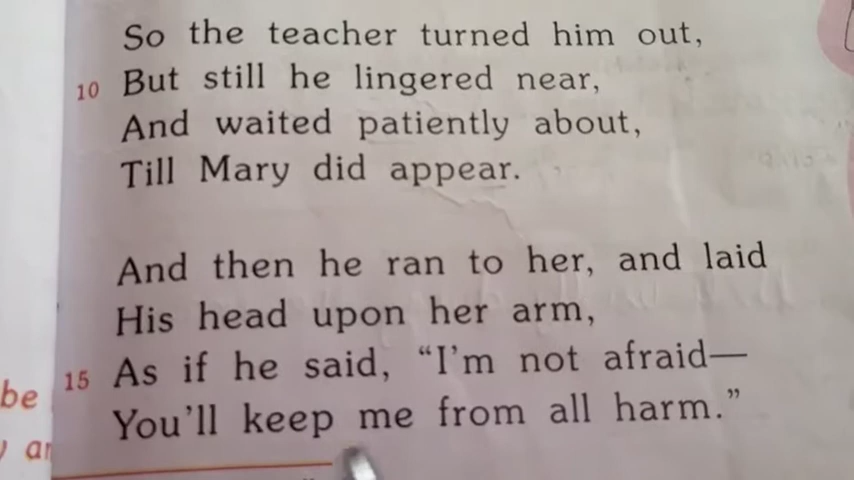 So the teacher turned him out,
10 But still he lingered near,
And waited patiently about,
Till Mary did appear.
And then he ran to her, and laid
His head upon her arm,
15 As if he said, “I’m not afraid—
You’ll keep me from all harm.”
be